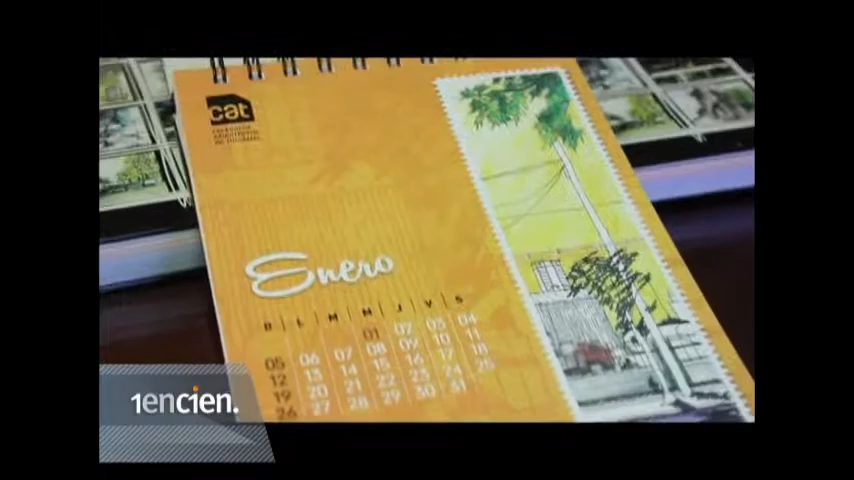 cat
Enero
D L M M J V S
01 02 03 04
05 06 07 08 09 10 11
12 13 14 15 16 17 18
19 20 21 22 23 24 25
26 27 28 29 30 31
1encien.